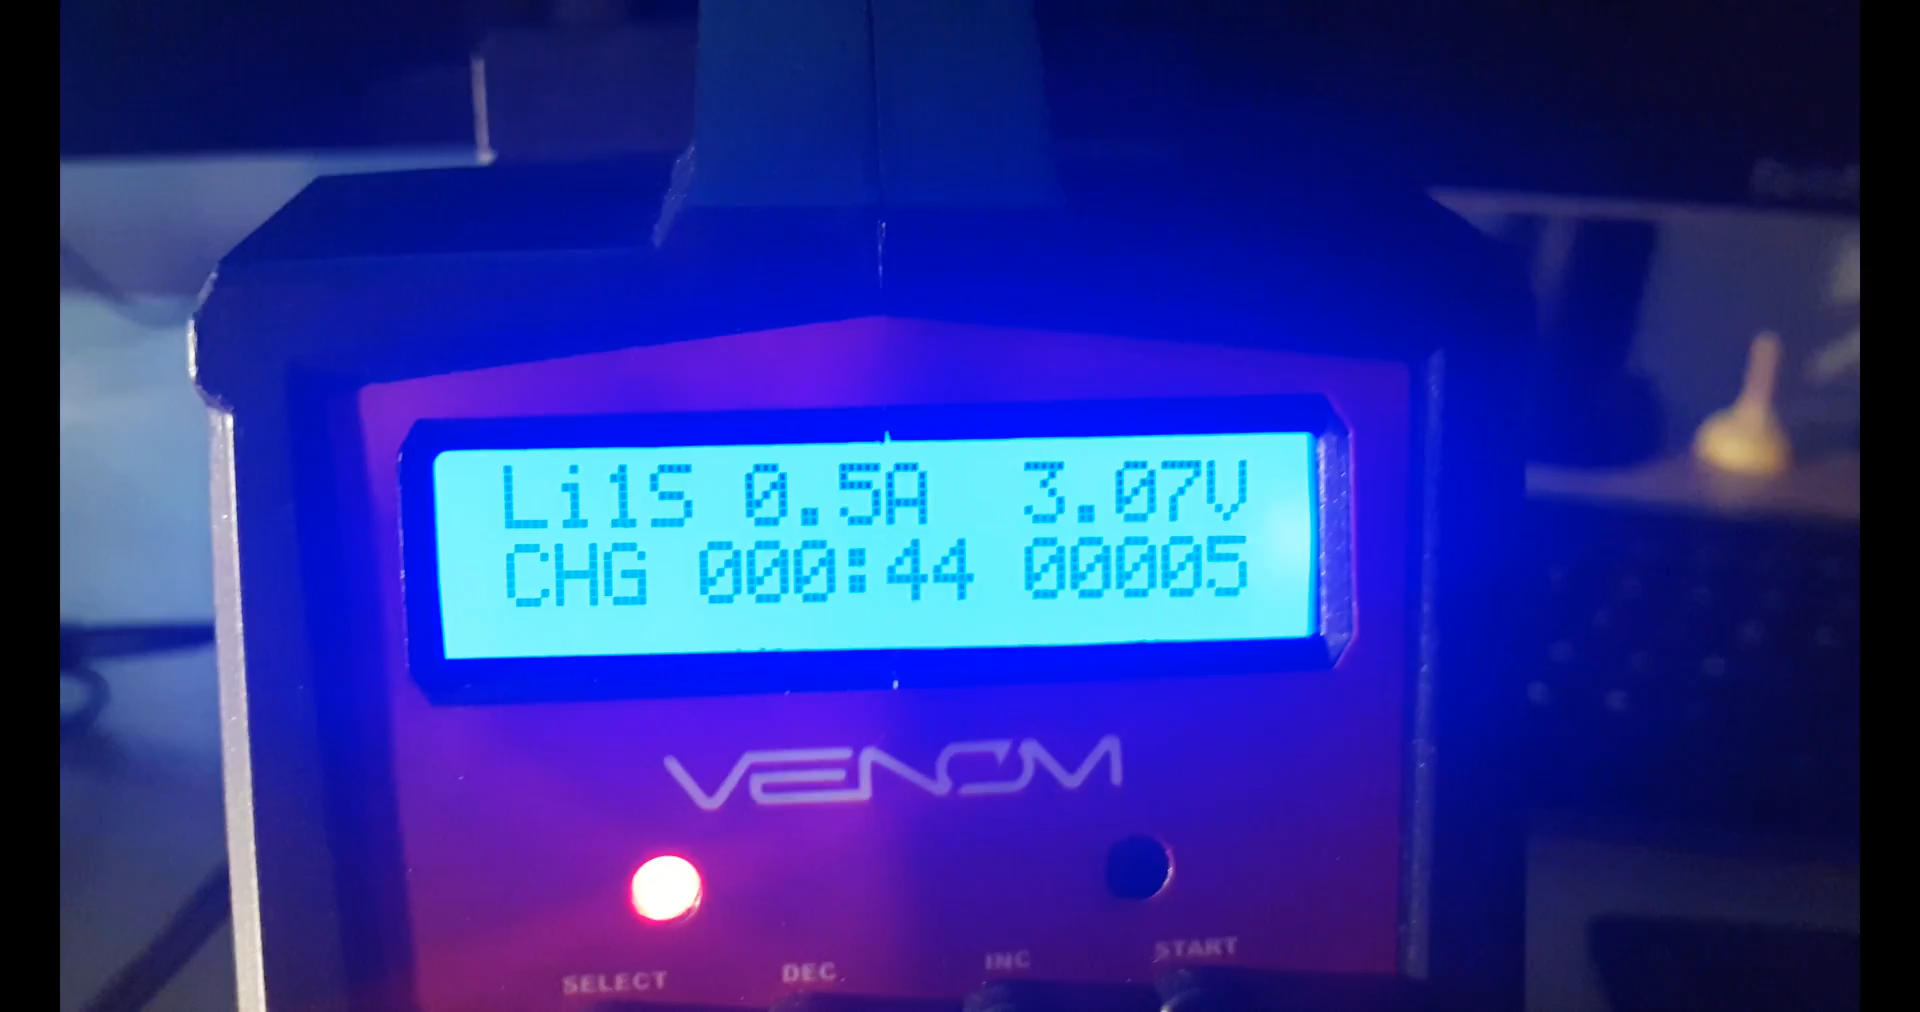 Li1S 0.5A 3.07V
CHG 000:44 00005
VENOM
SELECT DEC. INC START